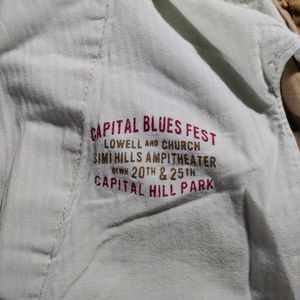 CAPITAL BLUES FEST
LOWELL AND CHURCH
SIMI HILLS AMPITHEATER
BTWN 20TH & 25TH
CAPITAL HILL PARK